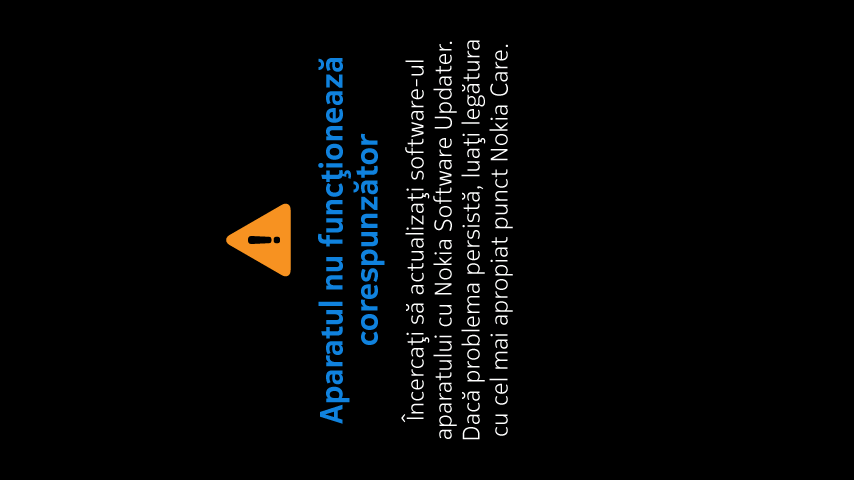 Aparatul nu funcţionează
corespunzător
Încercaţi să actualizaţi software-ul
aparatului cu Nokia Software Updater.
Dacă problema persistă, luaţi legătura
cu cel mai apropiat punct Nokia Care.